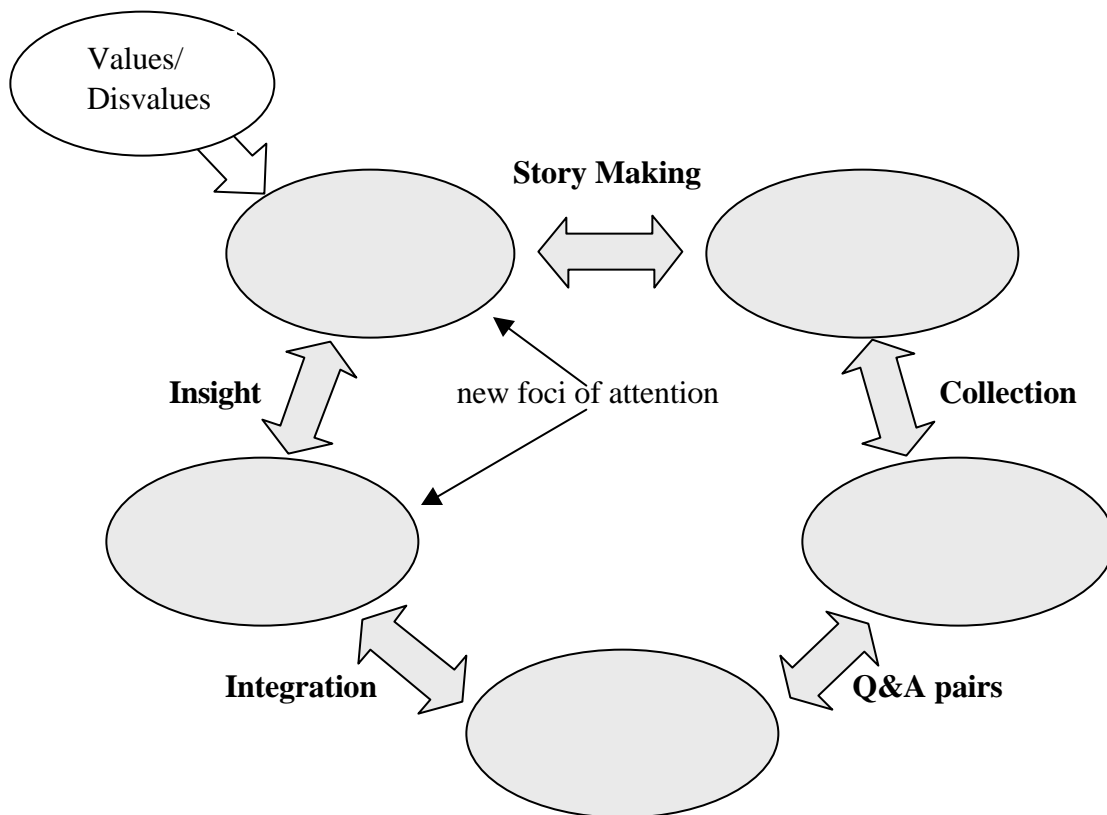 Values/
Disvalues
Story Making
Insight
new foci of attention
Collection
Integration
Q&A pairs